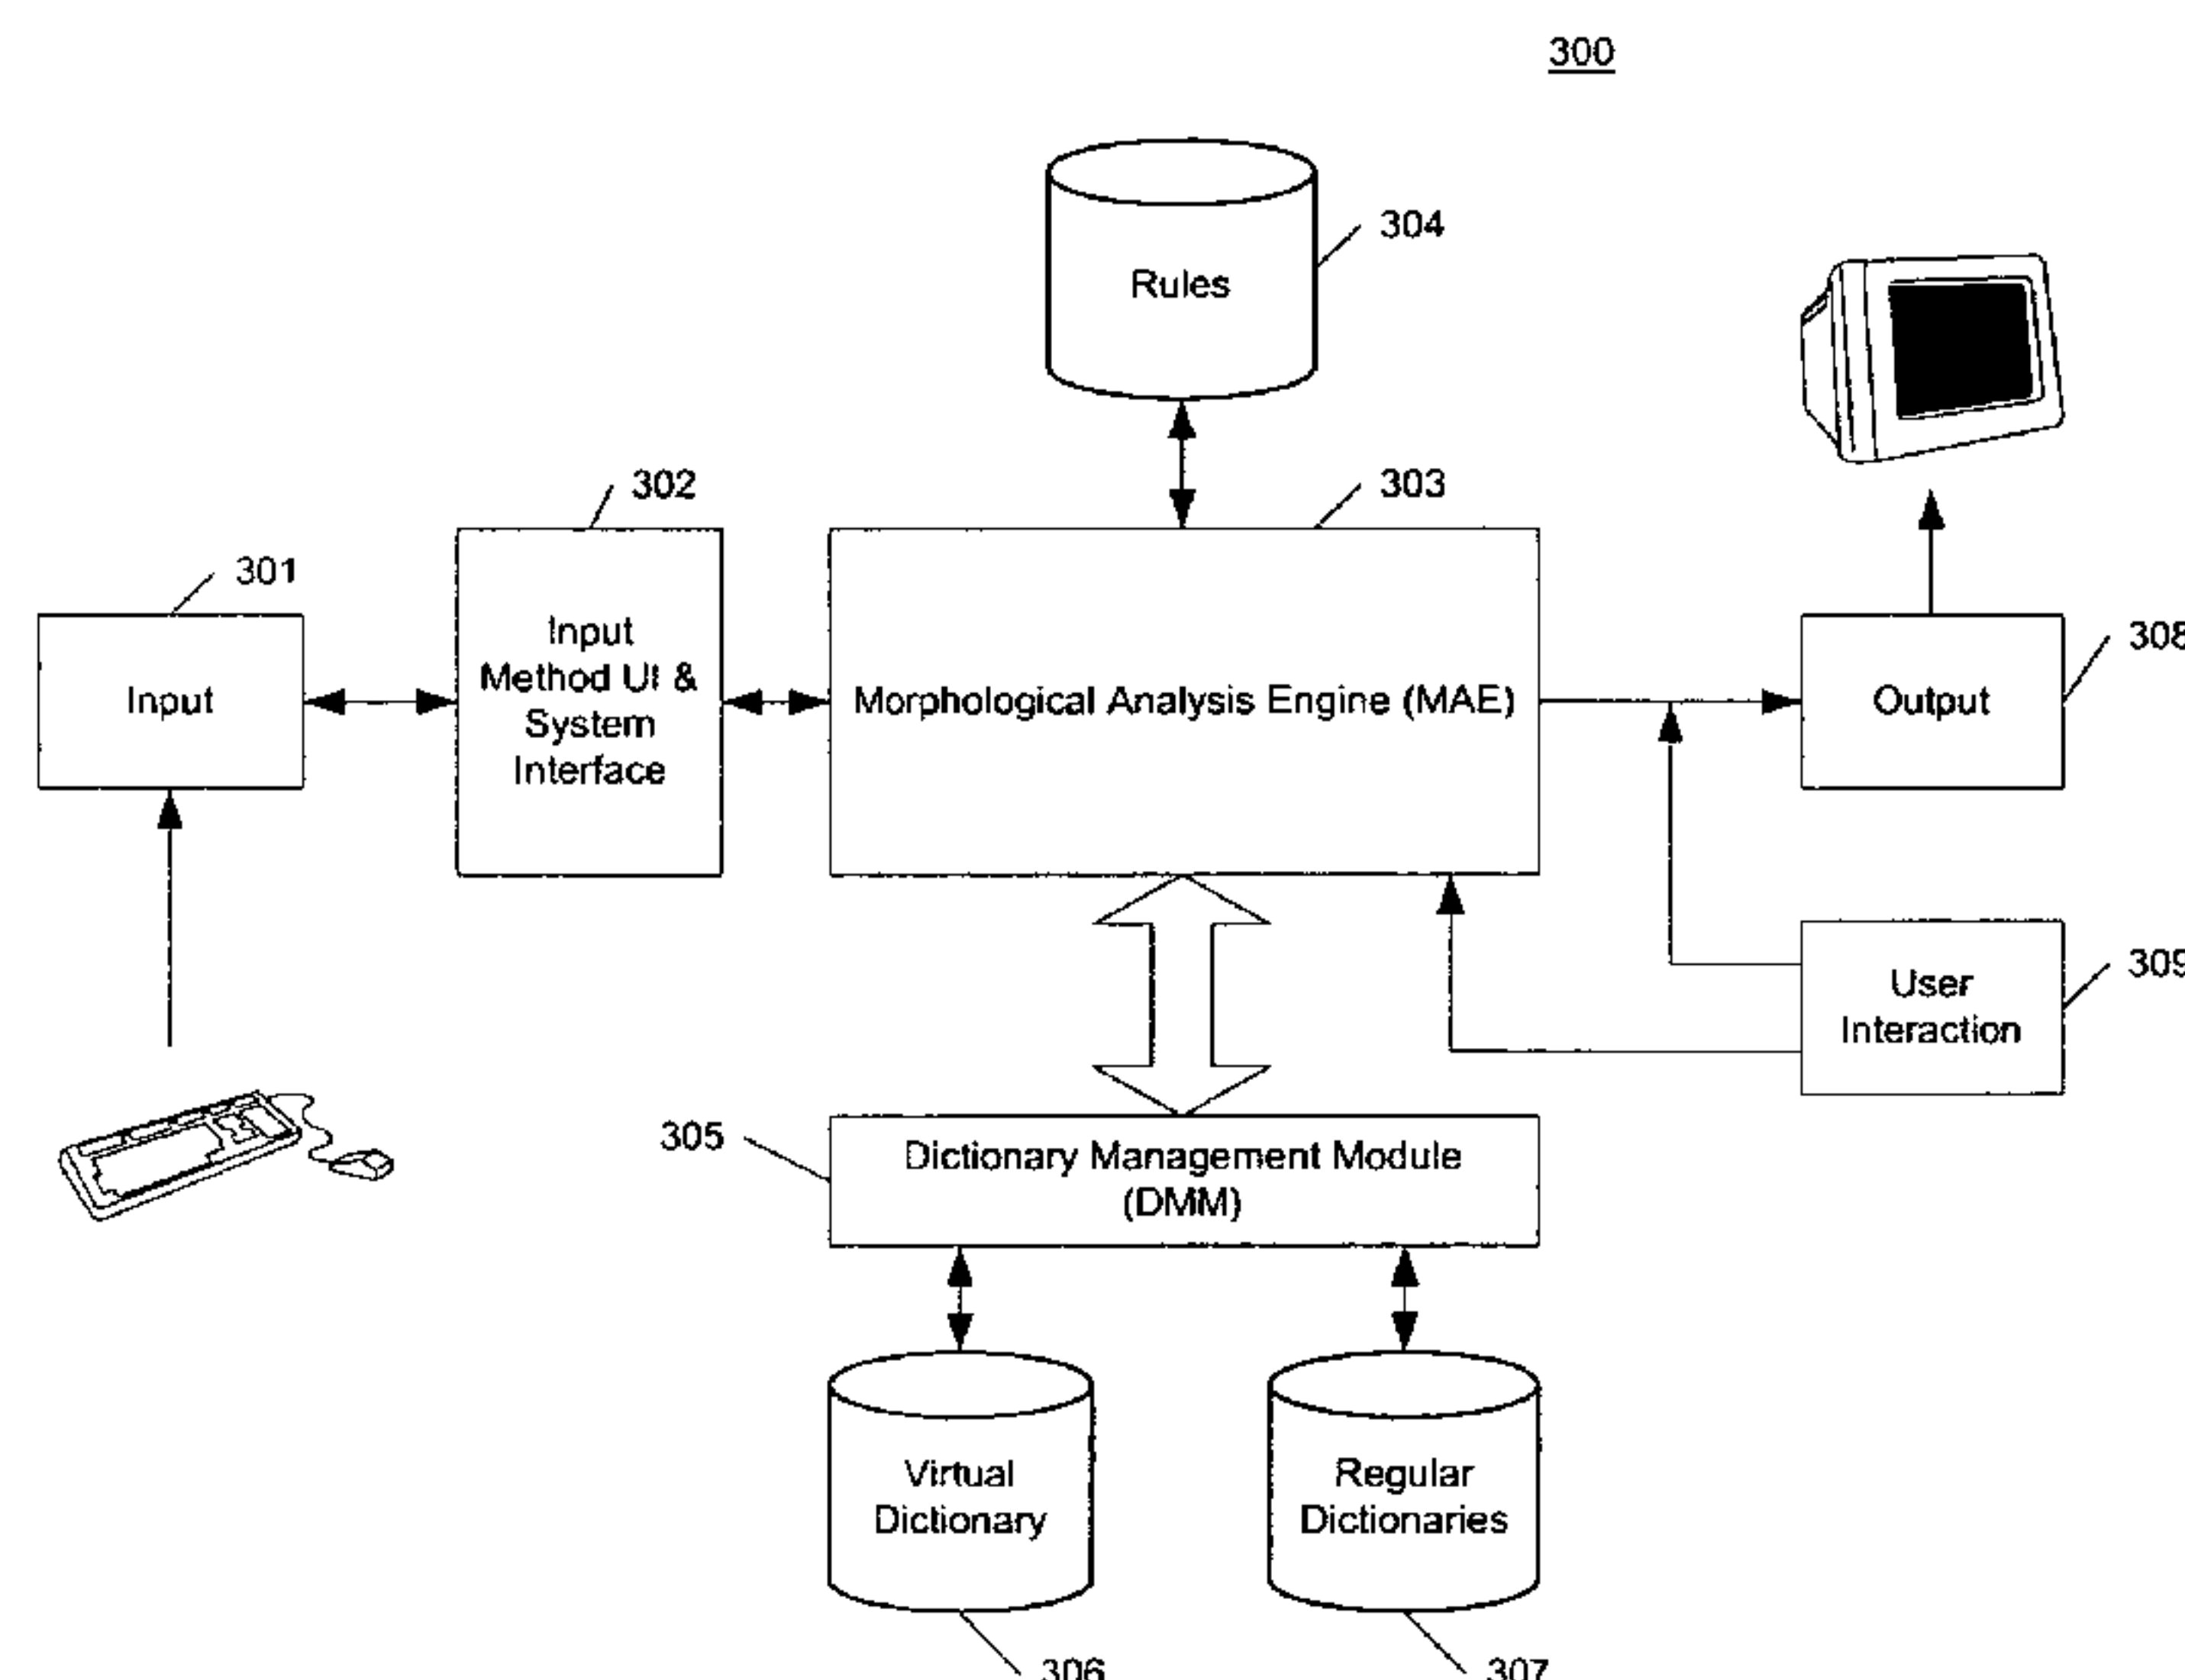 300
304
Rules
302
303
301
Input
Method UI &
System
Interface
Input
Morphological Analysis Engine (MAE)
Output
308
309
User
Interaction
305
Dictionary Management Module
(DMM)
Virtual
Dictionary
Regular
Dictionaries
306
307